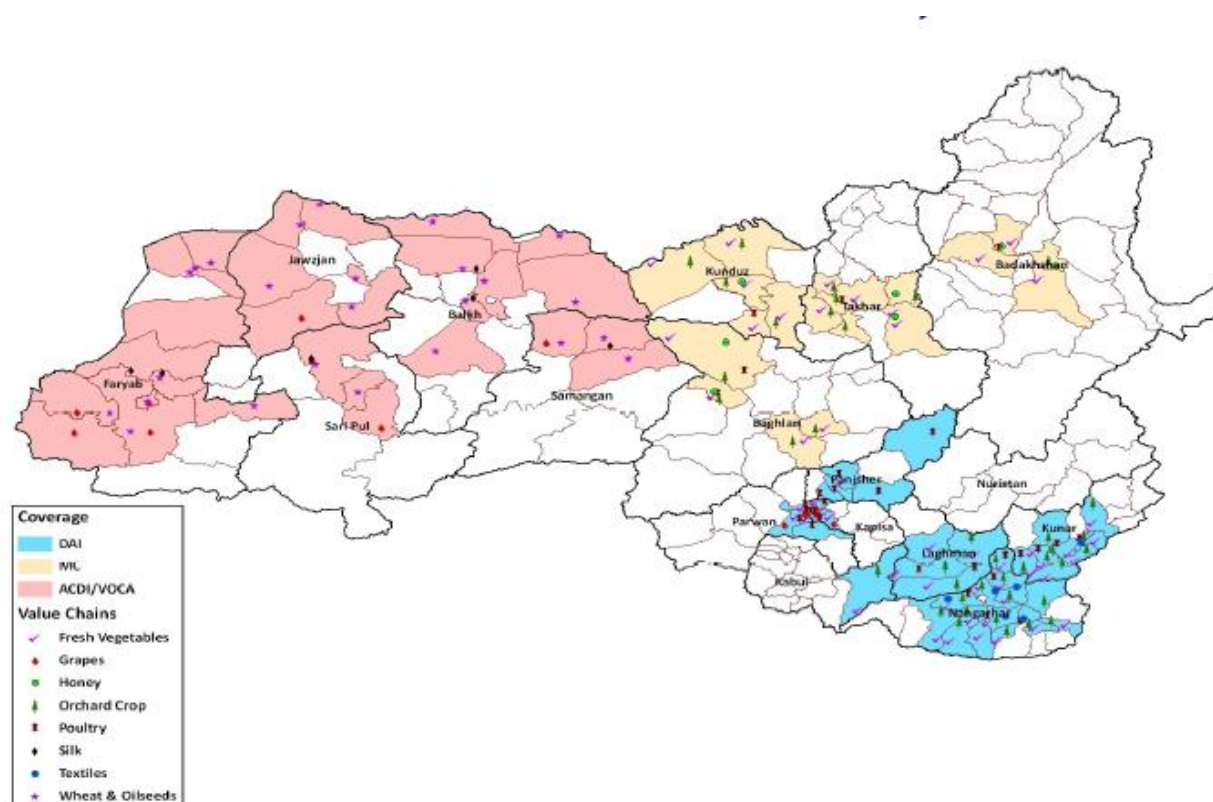 Jawzjan
Kunduz
Badakhshan
Takhar
Balkh
Faryab
Samangan
Sari Pul
Baghlan
Panjsher
Nuristan
Parwan
Kapisa
Kunar
Laghman
Kabul
Nangarhar
Coverage
DAI
MC
ACDI/VOCA
Value Chains
Fresh Vegetables
Grapes
Honey
Orchard Crop
Poultry
Silk
Textiles
Wheat & Oilseeds